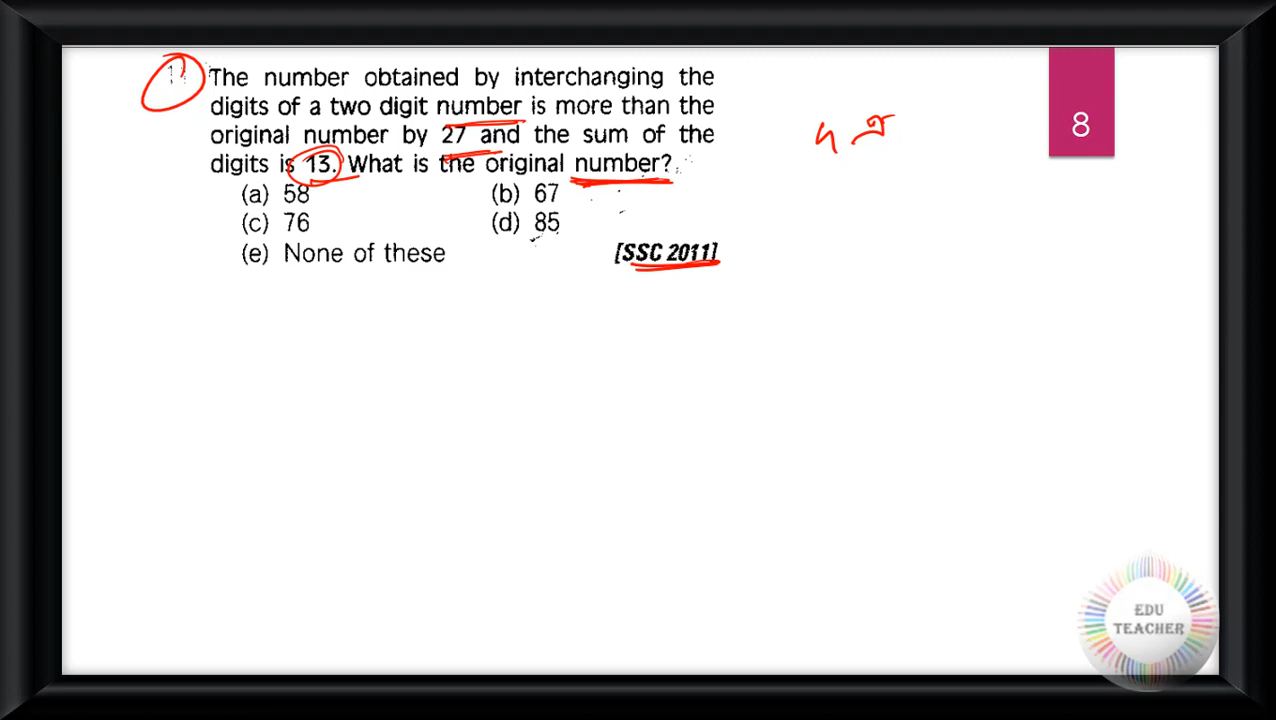 The number obtained by interchanging the
digits of a two digit number is more than the
original number by 27 and the sum of the
digits is 13. What is the original number?
(a) 58 (b) 67
(c) 76 (d) 85
(e) None of these [SSC 2011]
8
EDU
TEACHER